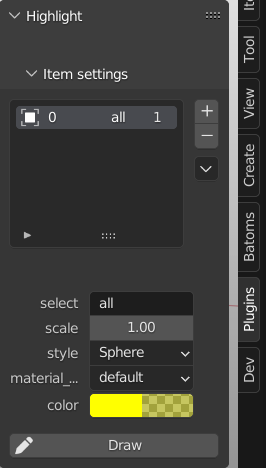 Highlight
Item settings
0 all 1
+
−
select all
scale 1.00
style Sphere
material_... default
color
Draw
Tool
View
Create
Batoms
Plugins
Dev